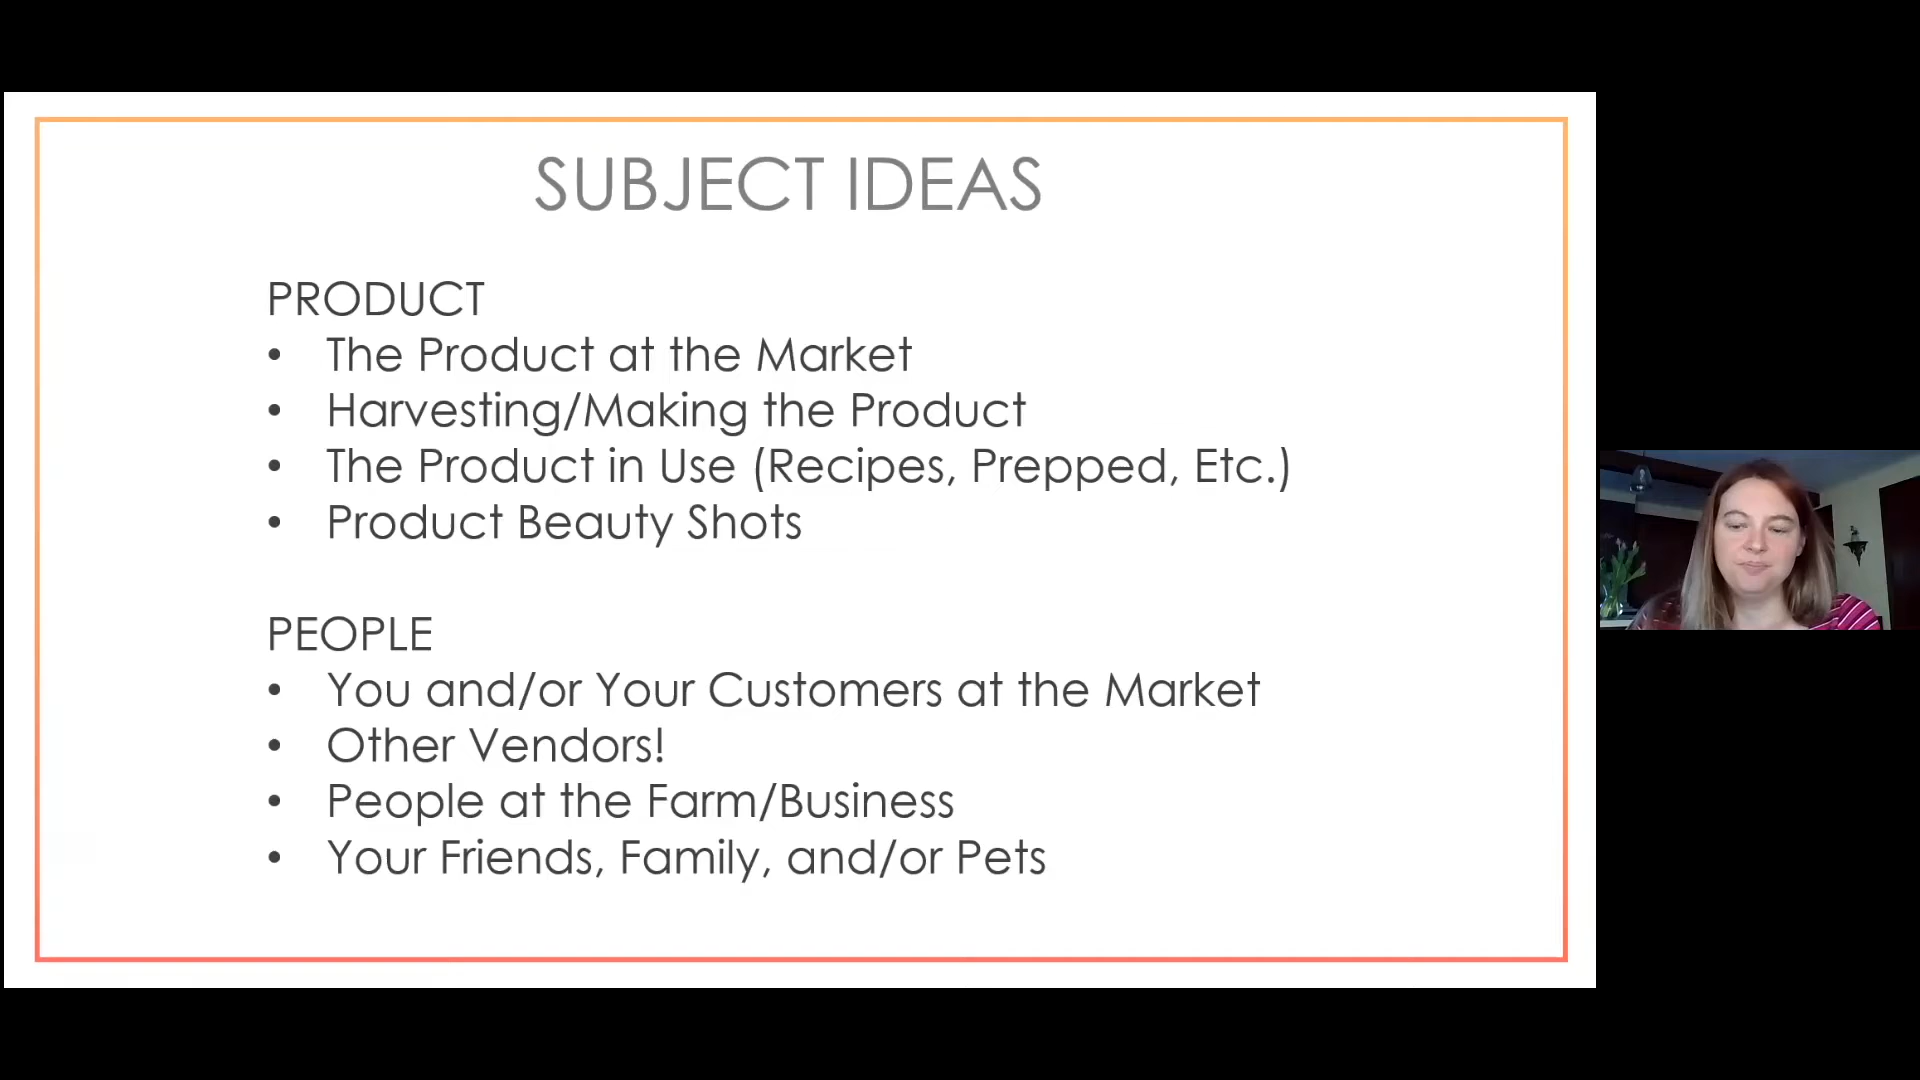 SUBJECT IDEAS
PRODUCT
• The Product at the Market
• Harvesting/Making the Product
• The Product in Use (Recipes, Prepped, Etc.)
• Product Beauty Shots
PEOPLE
• You and/or Your Customers at the Market
• Other Vendors!
• People at the Farm/Business
• Your Friends, Family, and/or Pets